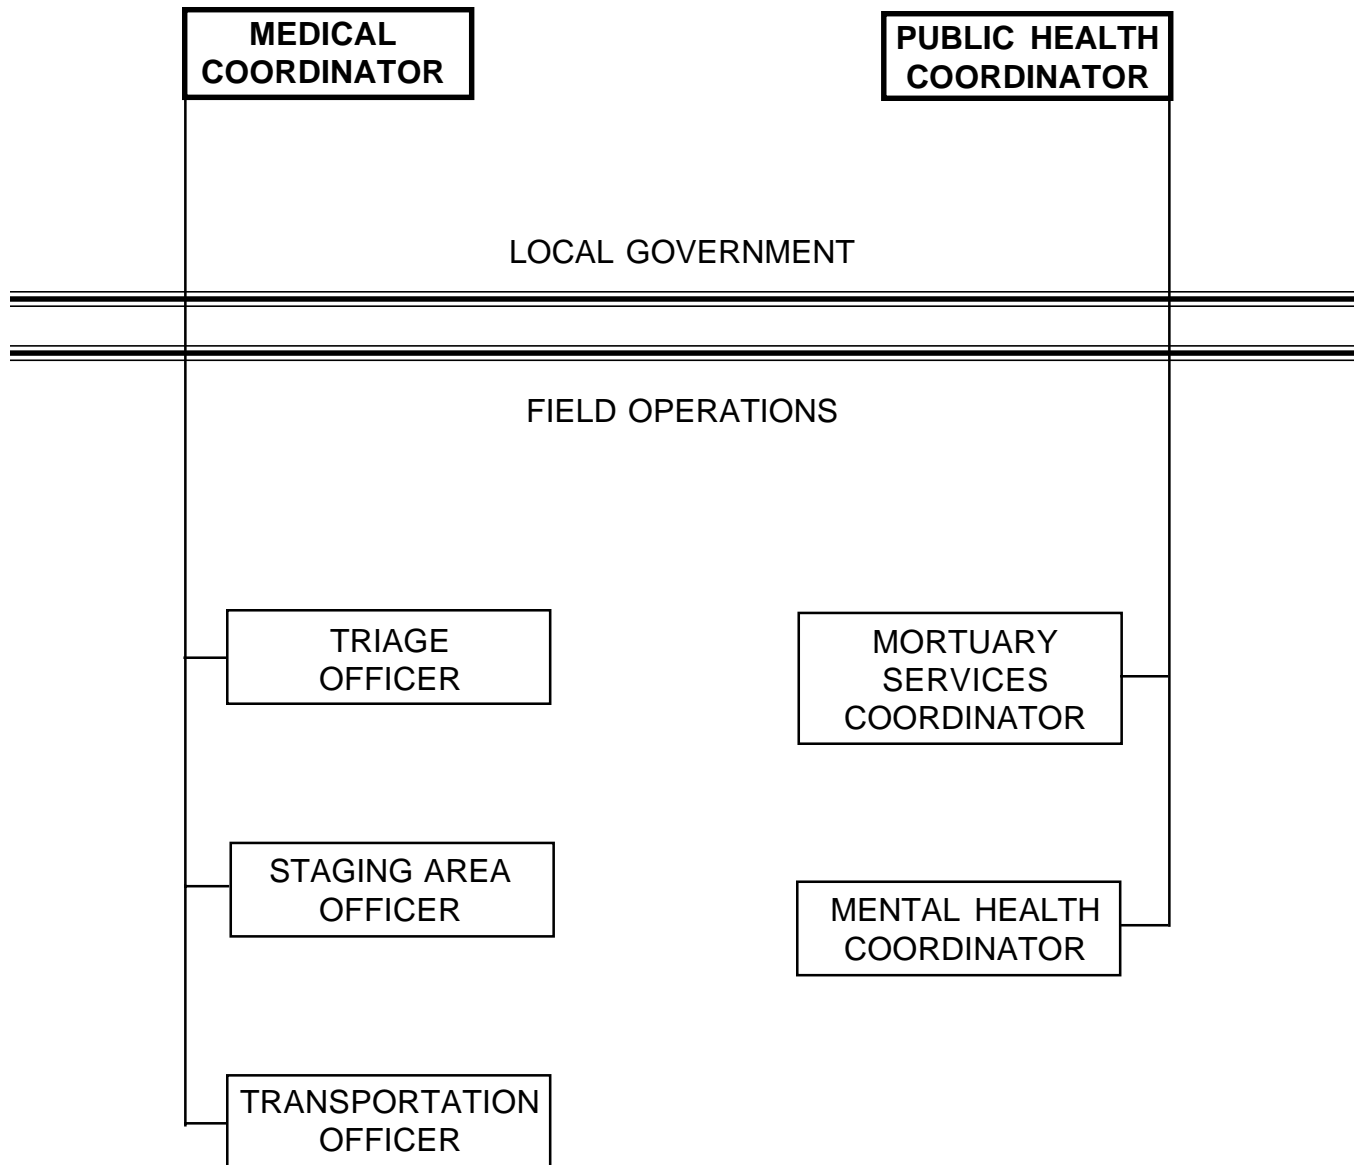 MEDICAL
COORDINATOR
PUBLIC HEALTH
COORDINATOR
LOCAL GOVERNMENT
FIELD OPERATIONS
TRIAGE
OFFICER
MORTUARY
SERVICES
COORDINATOR
STAGING AREA
OFFICER
MENTAL HEALTH
COORDINATOR
TRANSPORTATION
OFFICER